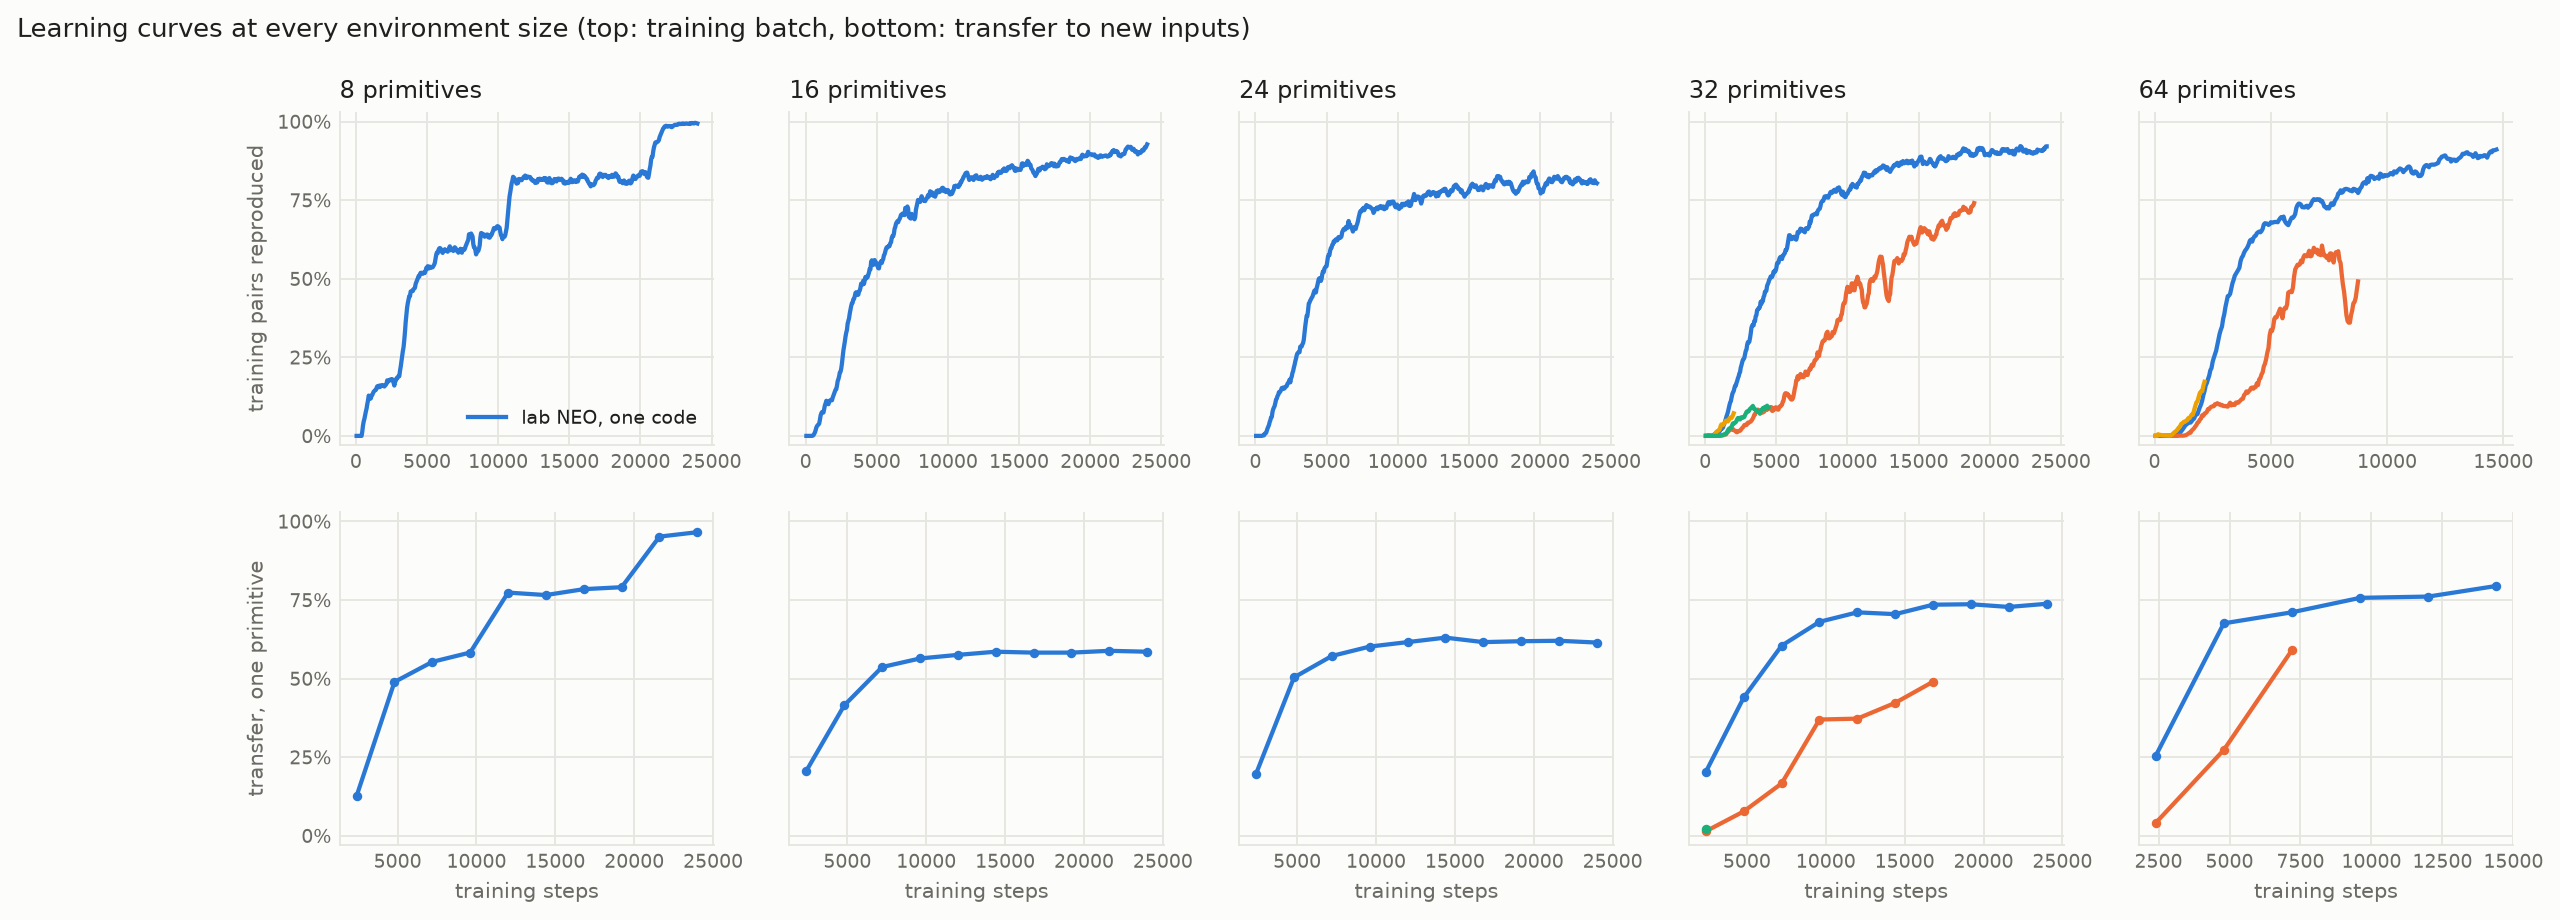 Learning curves at every environment size (top: training batch, bottom: transfer to new inputs)
8 primitives
16 primitives
24 primitives
32 primitives
64 primitives
training pairs reproduced
100%
75%
50%
25%
0%
lab NEO, one code
0 5000 10000 15000 20000 25000
0 5000 10000 15000 20000 25000
0 5000 10000 15000 20000 25000
0 5000 10000 15000 20000 25000
0 5000 10000 15000
transfer, one primitive
100%
75%
50%
25%
0%
5000 10000 15000 20000 25000
5000 10000 15000 20000 25000
5000 10000 15000 20000 25000
5000 10000 15000 20000 25000
2500 5000 7500 10000 12500 15000
training steps
training steps
training steps
training steps
training steps